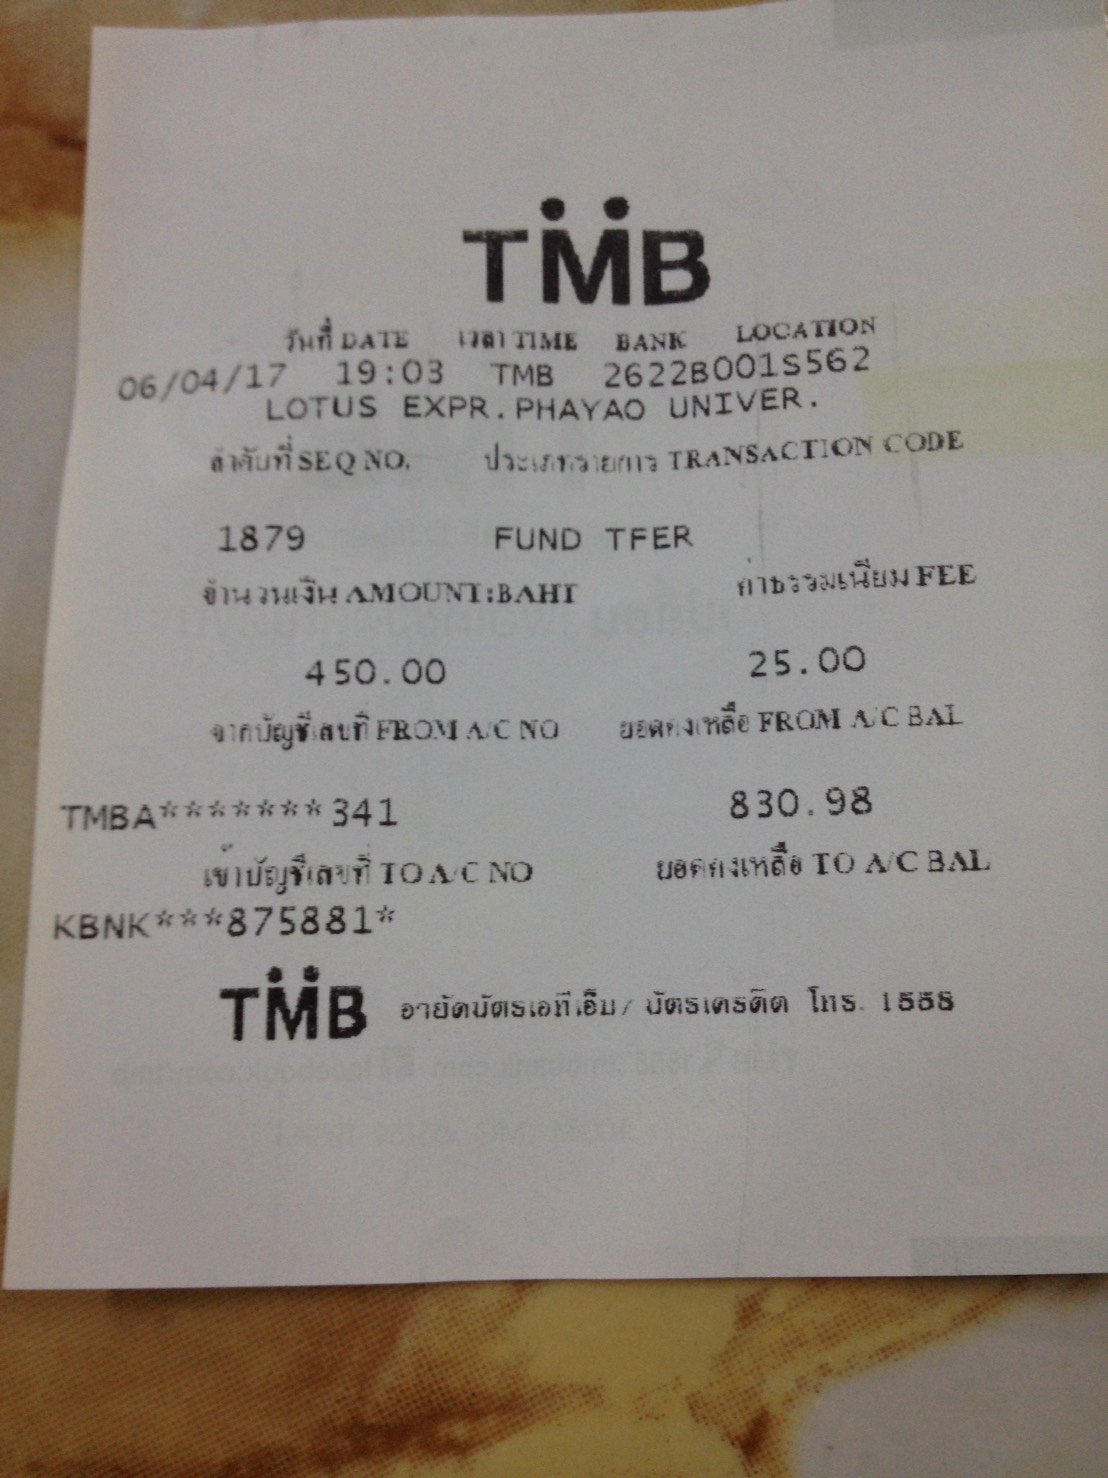 TMB
วันที่ DATE เวลา TIME BANK LOCATION
06/04/17 19:03 TMB 2622B001S562
LOTUS EXPR.PHAYAO UNIVER.
ลำดับที่ SEQ NO. ประเภทรายการ TRANSACTION CODE
1879 FUND TFER
จำนวนเงิน AMOUNT:BAHT ค่าธรรมเนียม FEE
450.00 25.00
จากบัญชีเลขที่ FROM A/C NO ยอดคงเหลือ FROM A/C BAL
TMBA*******341 830.98
เข้าบัญชีเลขที่ TO A/C NO ยอดคงเหลือ TO A/C BAL
KBNK***875881*
TMB อายัดบัตรเอทีเอ็ม/ บัตรเครดิต โทร. 1558